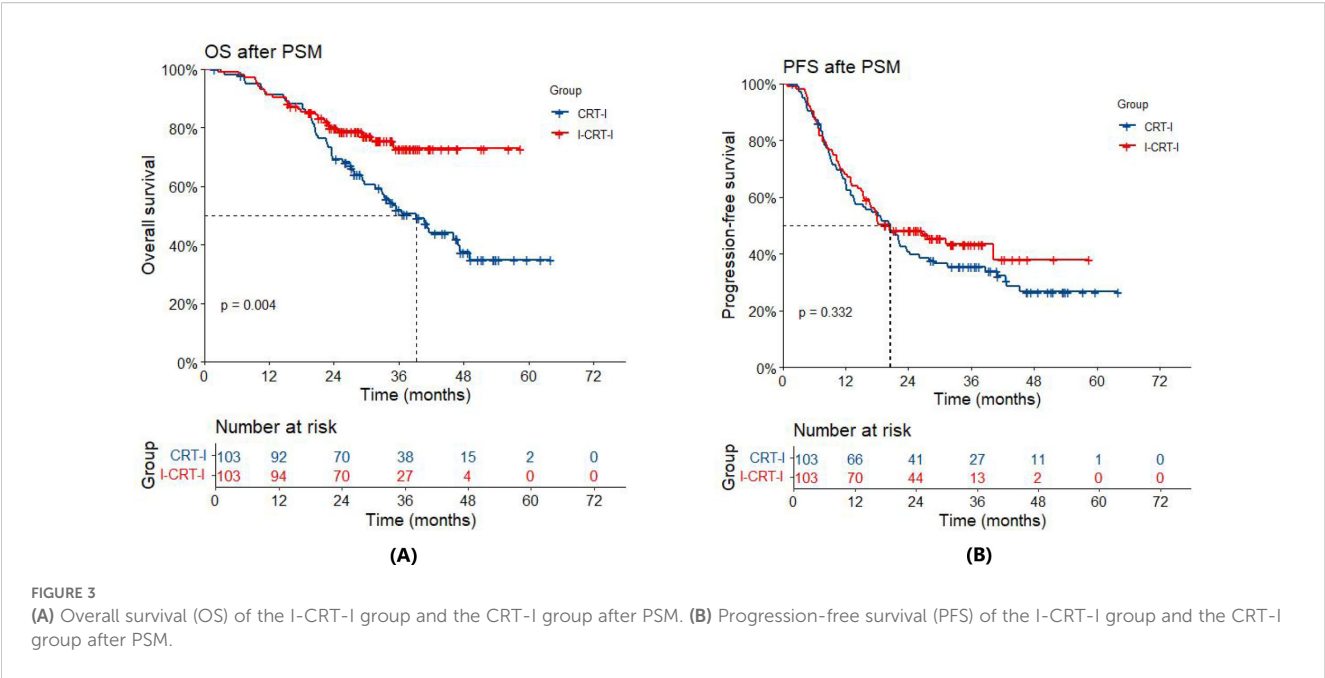 OS after PSM
100%
80%
60%
40%
20%
0%
Overall survival
Group
CRT-I
I-CRT-I
p = 0.004
0 12 24 36 48 60 72
Time (months)
Number at risk
Group
CRT-I 103 92 70 38 15 2 0
I-CRT-I 103 94 70 27 4 0 0
0 12 24 36 48 60 72
Time (months)
(A)
PFS afte PSM
100%
80%
60%
40%
20%
0%
Progression-free survival
Group
CRT-I
I-CRT-I
p = 0.332
0 12 24 36 48 60 72
Time (months)
Number at risk
Group
CRT-I 103 66 41 27 11 1 0
I-CRT-I 103 70 44 13 2 0 0
0 12 24 36 48 60 72
Time (months)
(B)
FIGURE 3
(A) Overall survival (OS) of the I-CRT-I group and the CRT-I group after PSM. (B) Progression-free survival (PFS) of the I-CRT-I group and the CRT-I
group after PSM.